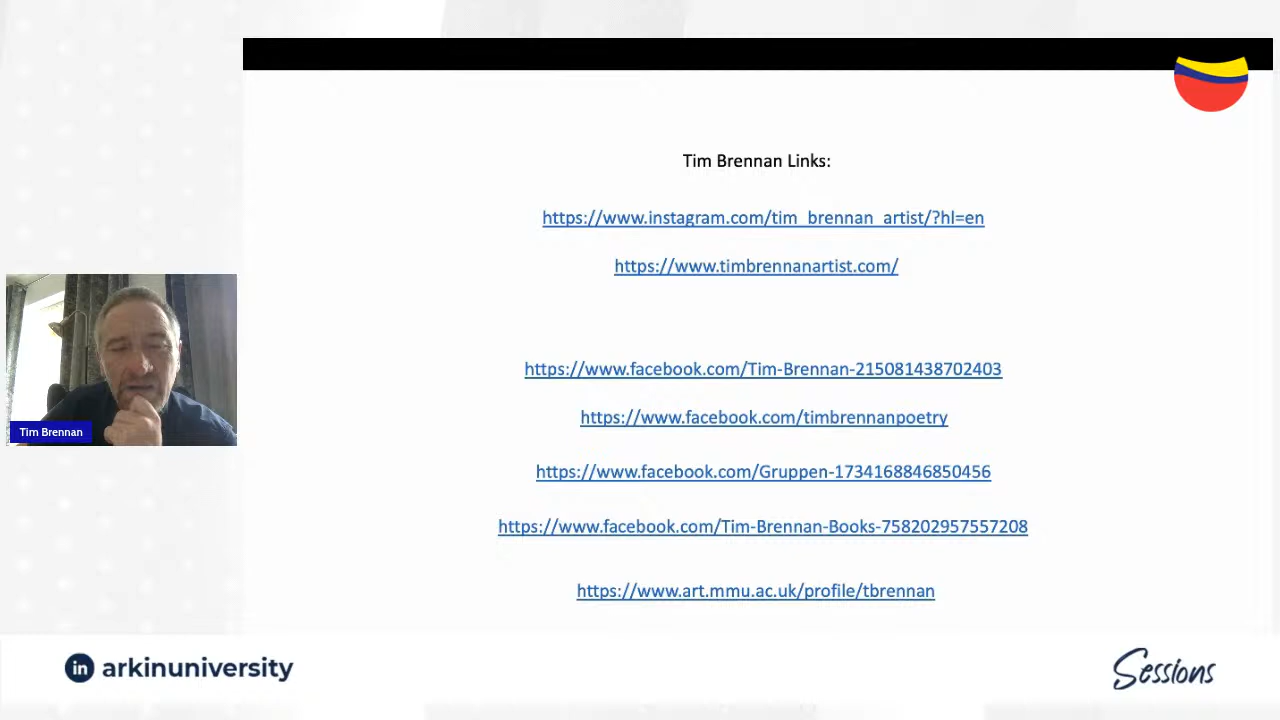 Tim Brennan Links:
https://www.instagram.com/tim_brennan_artist/?hl=en
https://www.timbrennanartist.com/
https://www.facebook.com/Tim-Brennan-215081438702403
https://www.facebook.com/timbrennanpoetry
https://www.facebook.com/Gruppen-1734168846850456
https://www.facebook.com/Tim-Brennan-Books-758202957557208
https://www.art.mmu.ac.uk/profile/tbrennan
Tim Brennan
in arkinuniversity
Sessions